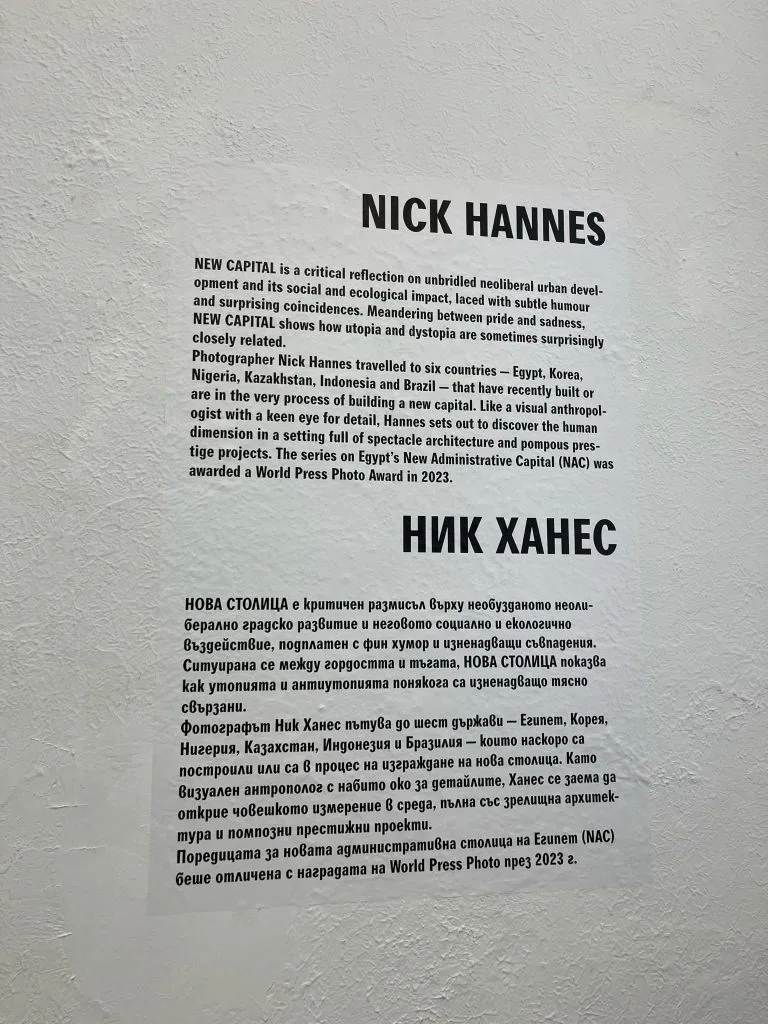 NICK HANNES
NEW CAPITAL is a critical reflection on unbridled neoliberal urban devel-
opment and its social and ecological impact, laced with subtle humour
and surprising coincidences. Meandering between pride and sadness,
NEW CAPITAL shows how utopia and dystopia are sometimes surprisingly
closely related.
Photographer Nick Hannes travelled to six countries — Egypt, Korea,
Nigeria, Kazakhstan, Indonesia and Brazil — that have recently built or
are in the very process of building a new capital. Like a visual anthropol-
ogist with a keen eye for detail, Hannes sets out to discover the human
dimension in a setting full of spectacle architecture and pompous pres-
tige projects. The series on Egypt's New Administrative Capital (NAC) was
awarded a World Press Photo Award in 2023.
НИК ХАНЕС
НОВА СТОЛИЦА е критичен размисъл върху необузданото неоли-
берално градско развитие и неговото социално и екологично
въздействие, подплатен с фин хумор и изненадващи съвпадения.
Ситуирана се между гордостта и тъгата, НОВА СТОЛИЦА показва
как утопията и антиутопията понякога са изненадващо тясно
свързани.
Фотографът Ник Ханес пътува до шест държави — Египет, Корея,
Нигерия, Казахстан, Индонезия и Бразилия — които наскоро са
построили или са в процес на изграждане на нова столица. Като
визуален антрополог с набито око за детайлите, Ханес се заема да
открие човешкото измерение в среда, пълна със зрелищна архитек-
тура и помпозни престижни проекти.
Поредицата за новата административна столица на Египет (NAC)
беше отличена с наградата на World Press Photo през 2023 г.